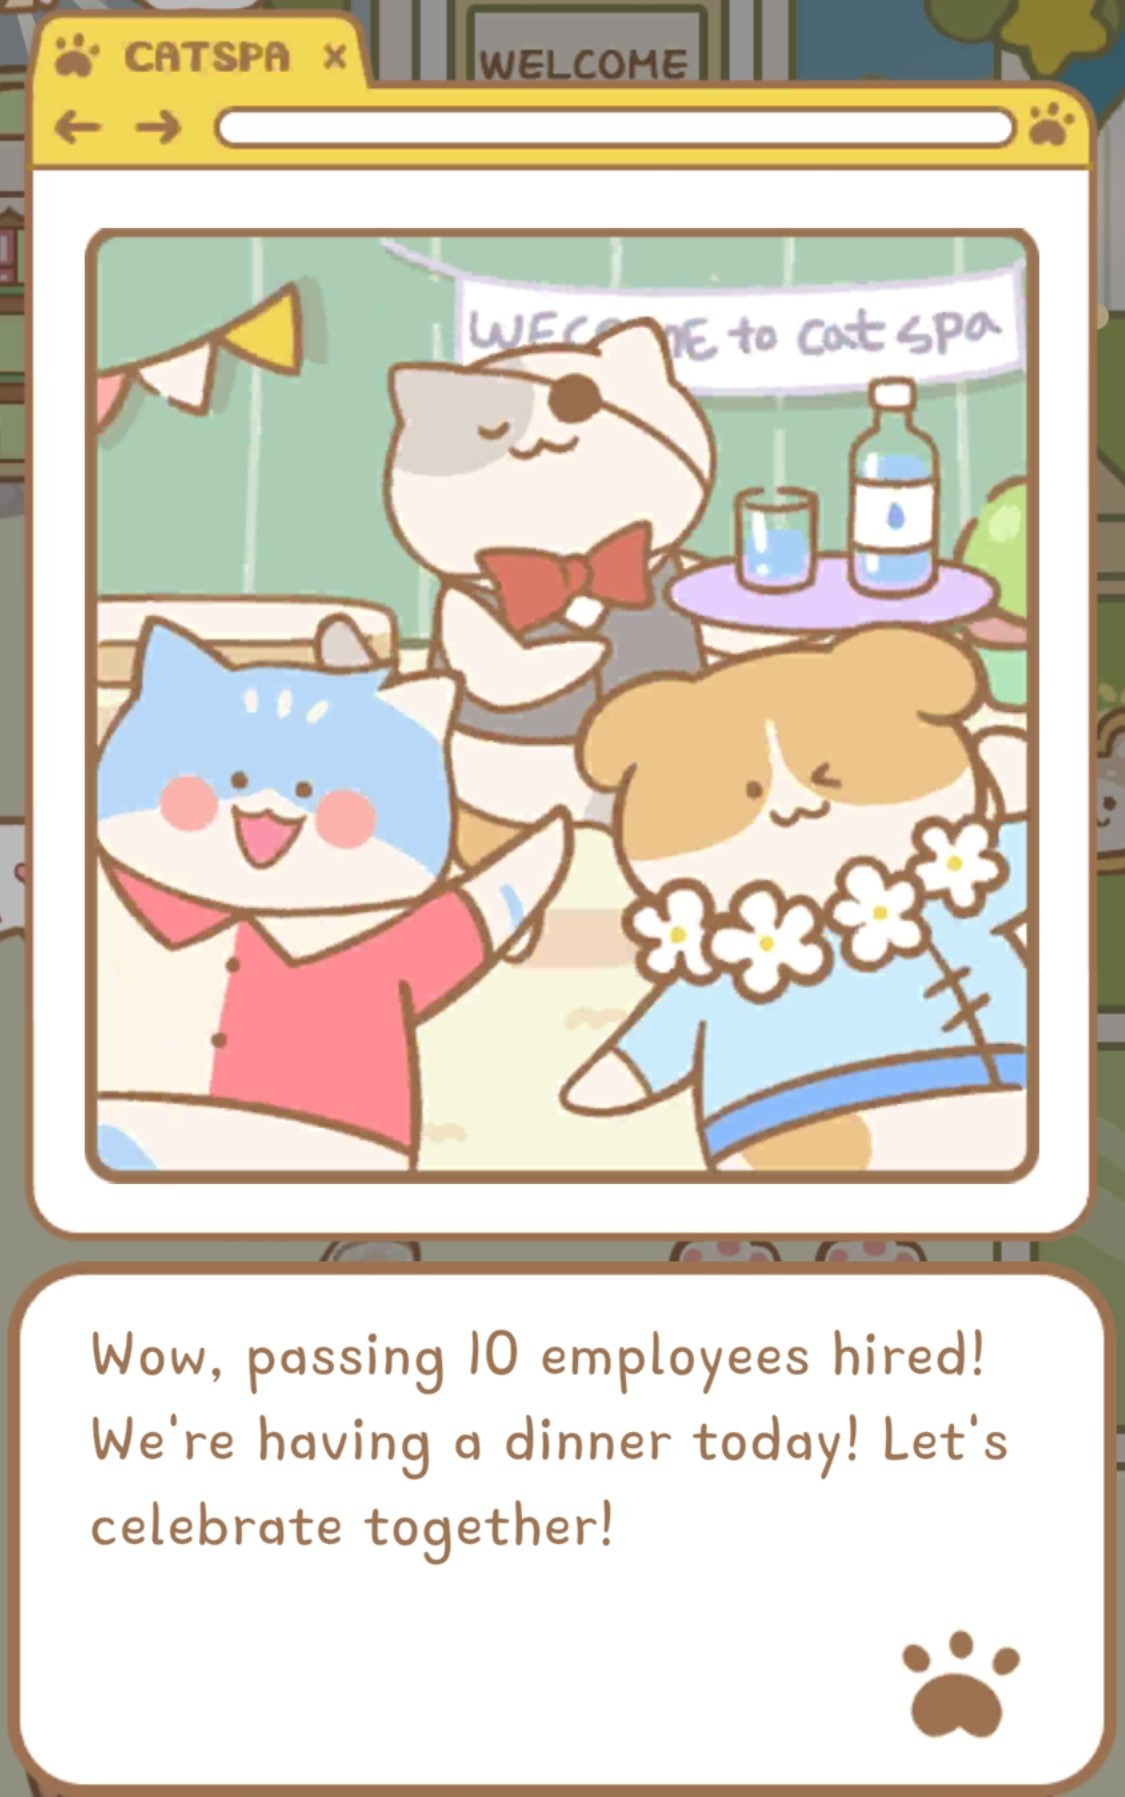 CATSPA x
WELCOME
to cat spa
Wow, passing 10 employees hired!
We're having a dinner today! Let's
celebrate together!